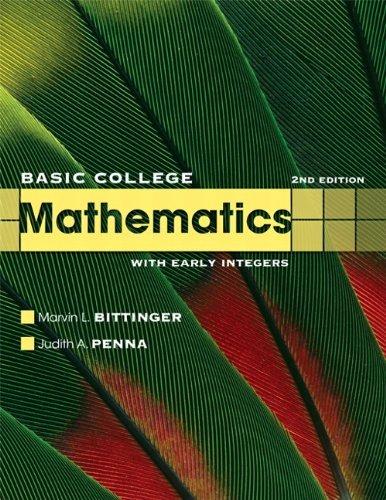 BASIC COLLEGE
2ND EDITION
Mathematics
WITH EARLY INTEGERS
Marvin L. BITTINGER
Judith A. PENNA